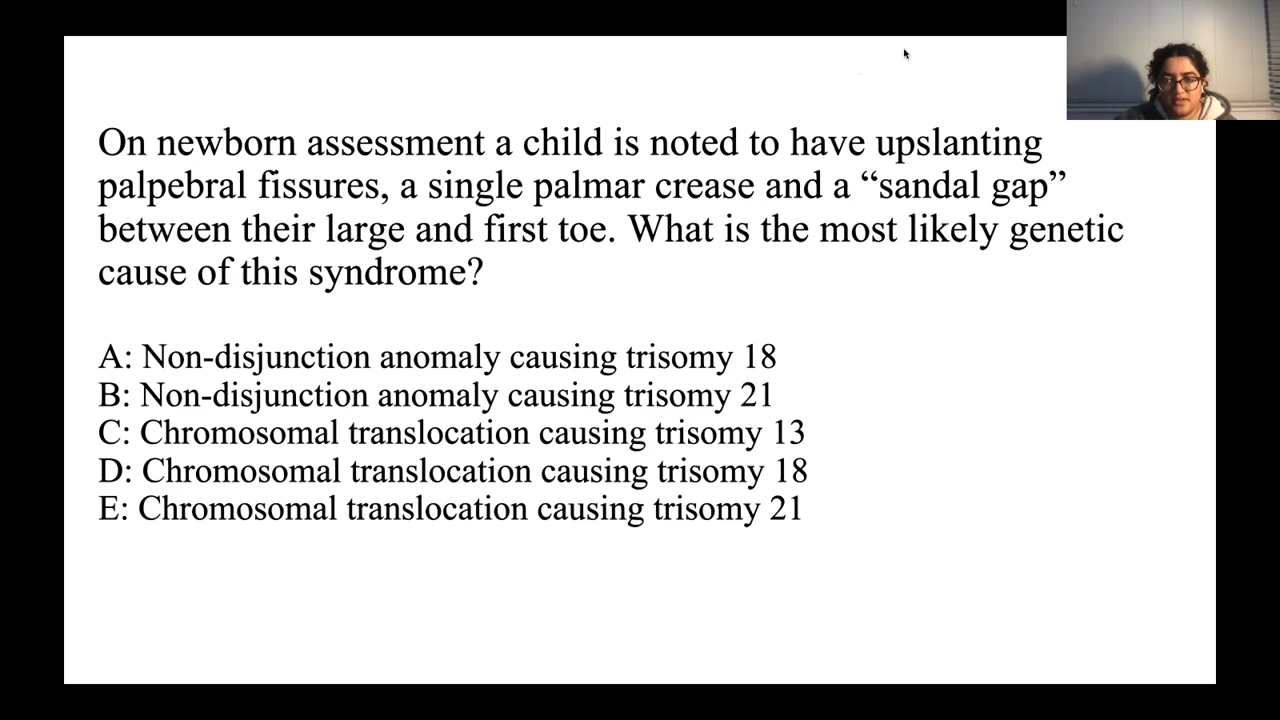 On newborn assessment a child is noted to have upslanting
palpebral fissures, a single palmar crease and a “sandal gap”
between their large and first toe. What is the most likely genetic
cause of this syndrome?
A: Non-disjunction anomaly causing trisomy 18
B: Non-disjunction anomaly causing trisomy 21
C: Chromosomal translocation causing trisomy 13
D: Chromosomal translocation causing trisomy 18
E: Chromosomal translocation causing trisomy 21